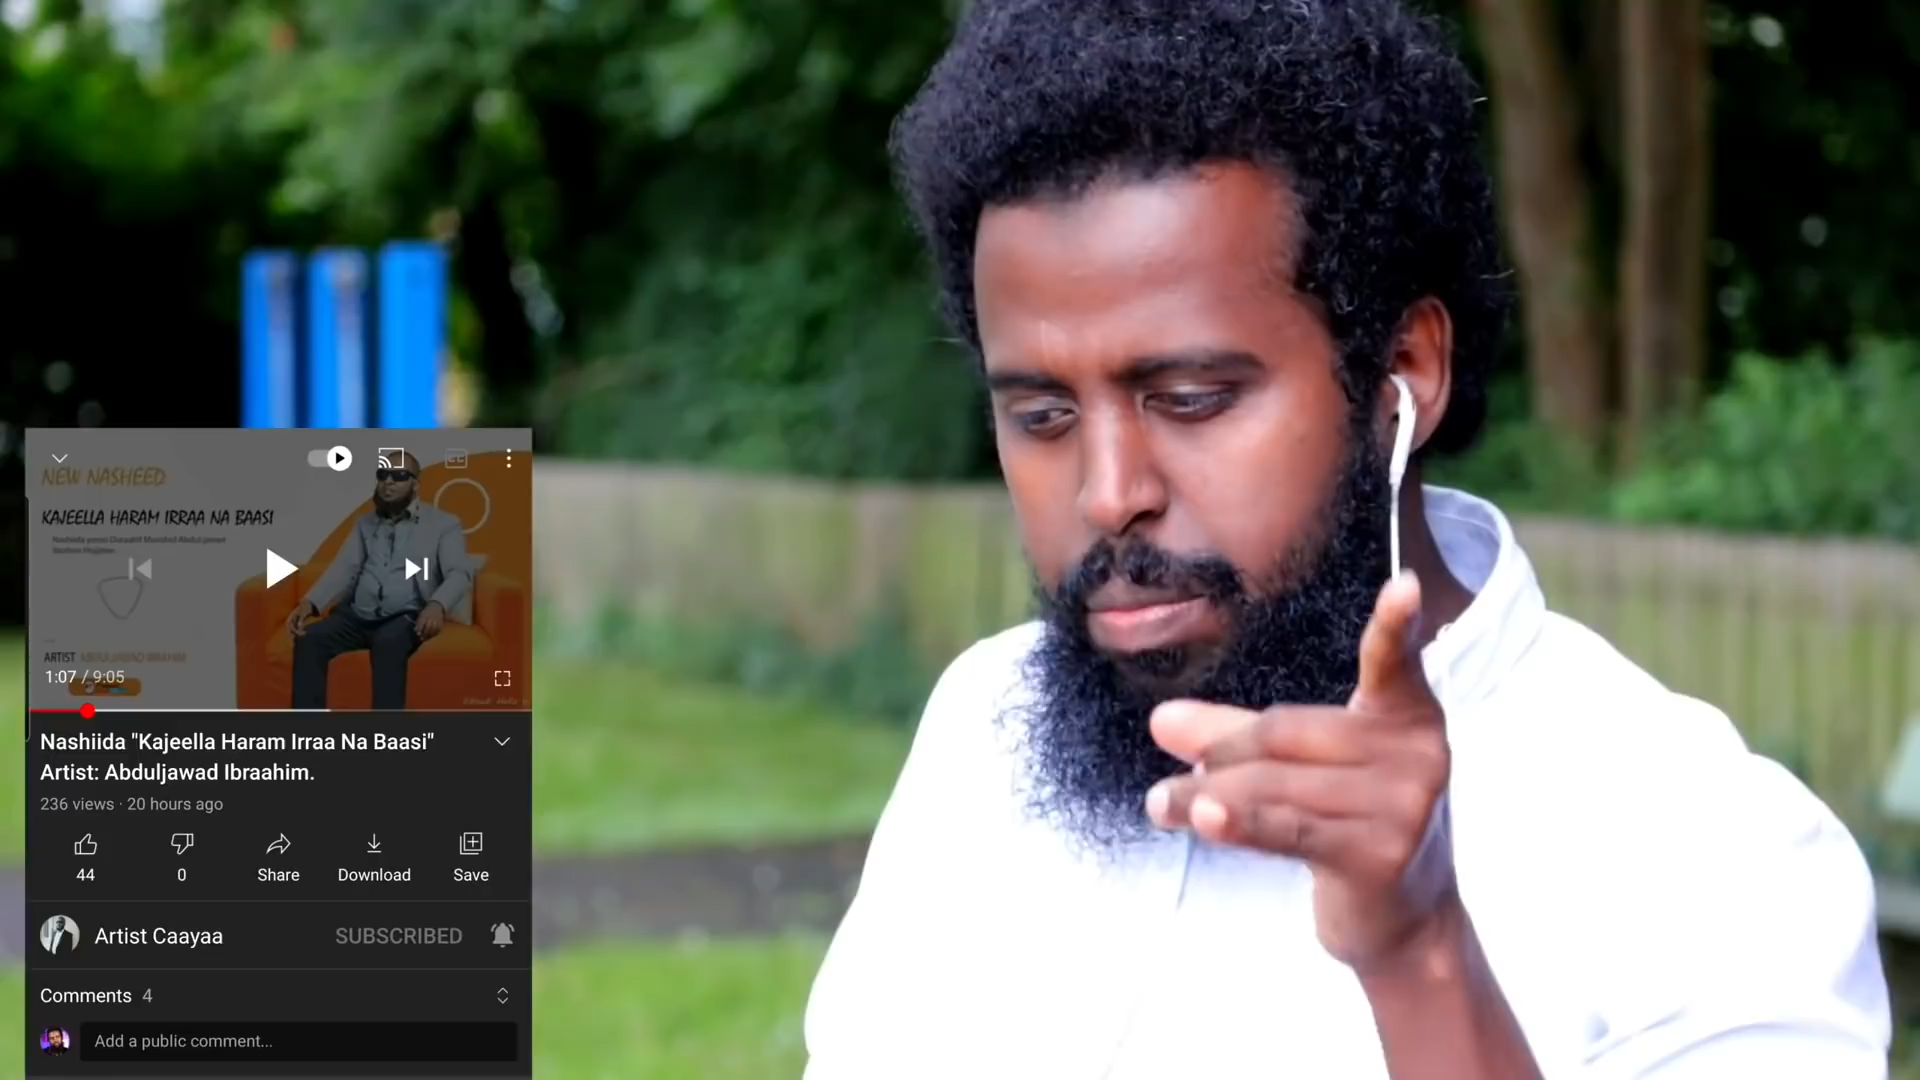 NEW NASHEED
KAJEELLA HARAM IRRAA NA BAASI
ARTIST ABDULJAWAD IBRAHIM
1:07 / 9:05
Nashiida "Kajeella Haram Irraa Na Baasi"
Artist: Abduljawad Ibraahim.
236 views · 20 hours ago
44
0
Share
Download
Save
Artist Caayaa
SUBSCRIBED
Comments 4
Add a public comment...